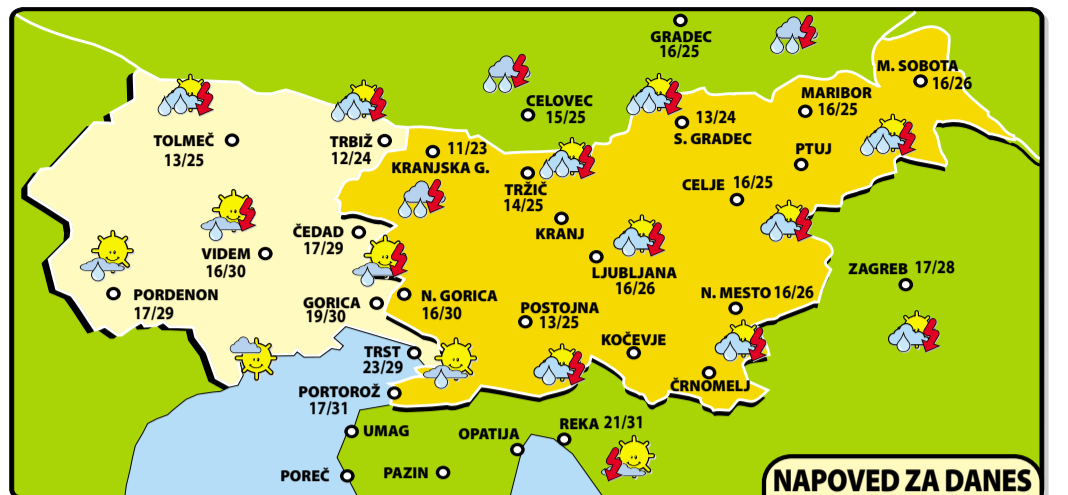 GRADEC
16/25
M. SOBOTA
16/26
MARIBOR
16/25
CELOVEC
15/25
13/24
S. GRADEC
TOLMEČ
13/25
TRBIŽ
12/24
11/23
KRANJSKA G.
PTUJ
TRŽIČ
14/25
CELJE 16/25
KRANJ
ČEDAD
17/29
VIDEM
16/30
LJUBLJANA
16/26
ZAGREB 17/28
PORDENON
17/29
GORICA
19/30
N. GORICA
16/30
POSTOJNA
13/25
N. MESTO 16/26
KOČEVJE
TRST
23/29
ČRNOMELJ
PORTOROŽ
17/31
UMAG
OPATIJA
REKA 21/31
POREČ
PAZIN
NAPOVED ZA DANES